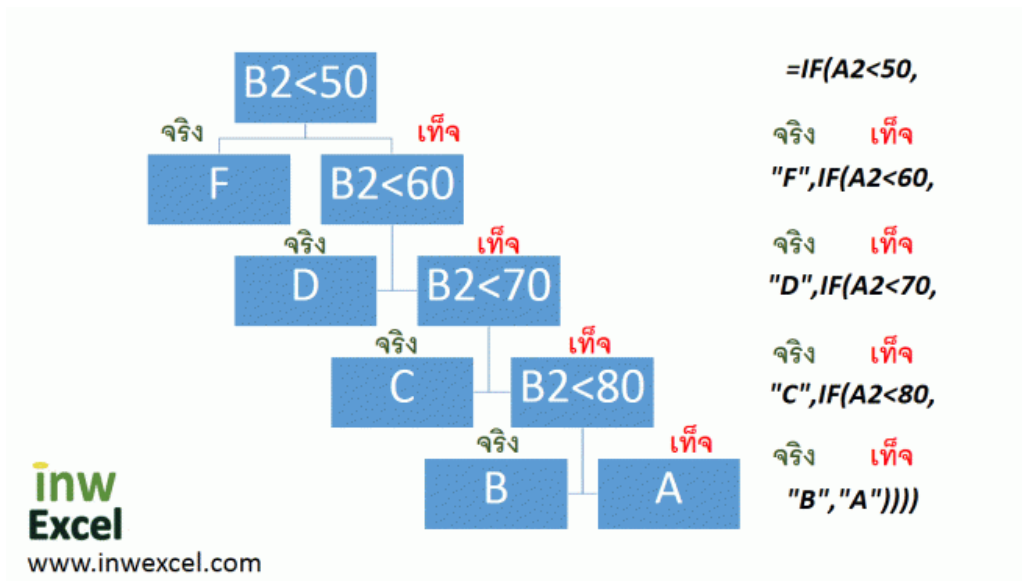 B2<50
จริง เท็จ
F B2<60
จริง เท็จ
D B2<70
จริง เท็จ
C B2<80
จริง เท็จ
B A
=IF(A2<50,
จริง เท็จ
"F",IF(A2<60,
จริง เท็จ
"D",IF(A2<70,
จริง เท็จ
"C",IF(A2<80,
จริง เท็จ
"B","A"))))
inw
Excel
www.inwexcel.com